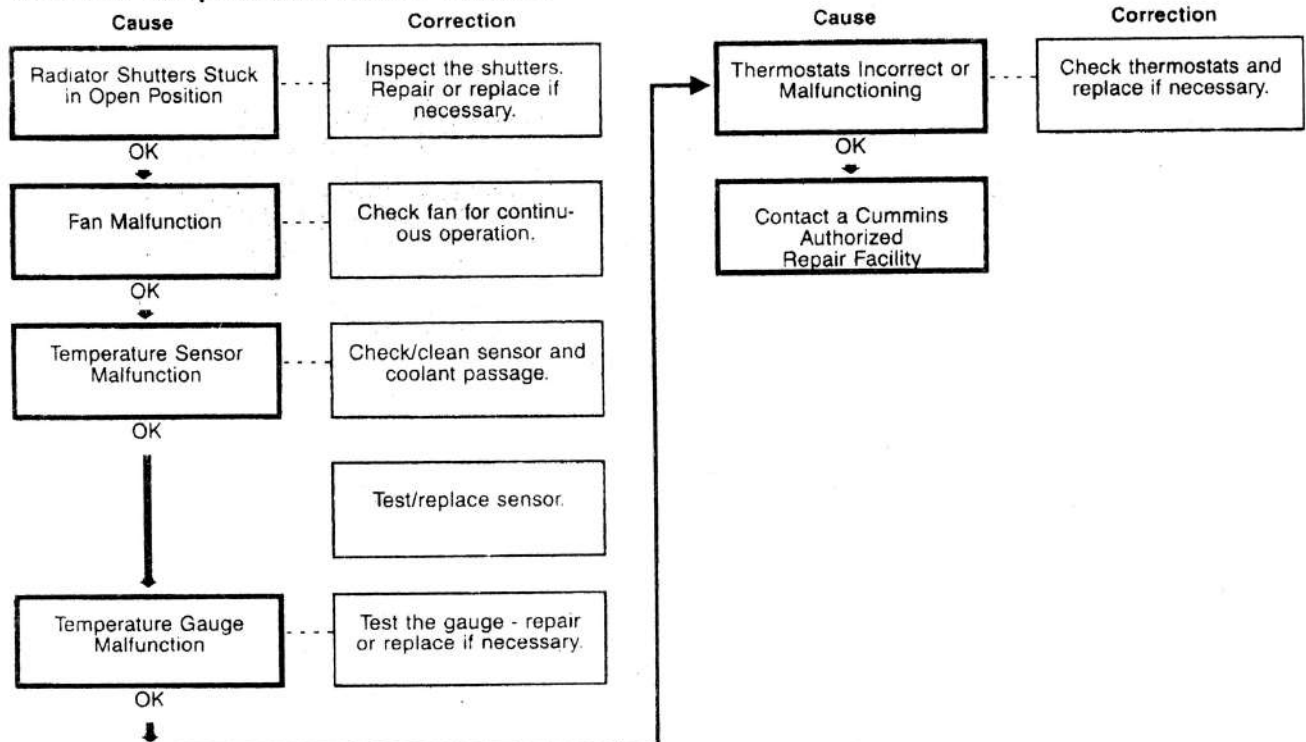 Cause
Correction
Radiator Shutters Stuck
in Open Position
Inspect the shutters.
Repair or replace if
necessary.
OK
Fan Malfunction
Check fan for continu-
ous operation.
OK
Temperature Sensor
Malfunction
Check/clean sensor and
coolant passage.
OK
Test/replace sensor.
Temperature Gauge
Malfunction
Test the gauge - repair
or replace if necessary.
OK
Cause
Correction
Thermostats Incorrect or
Malfunctioning
Check thermostats and
replace if necessary.
OK
Contact a Cummins
Authorized
Repair Facility